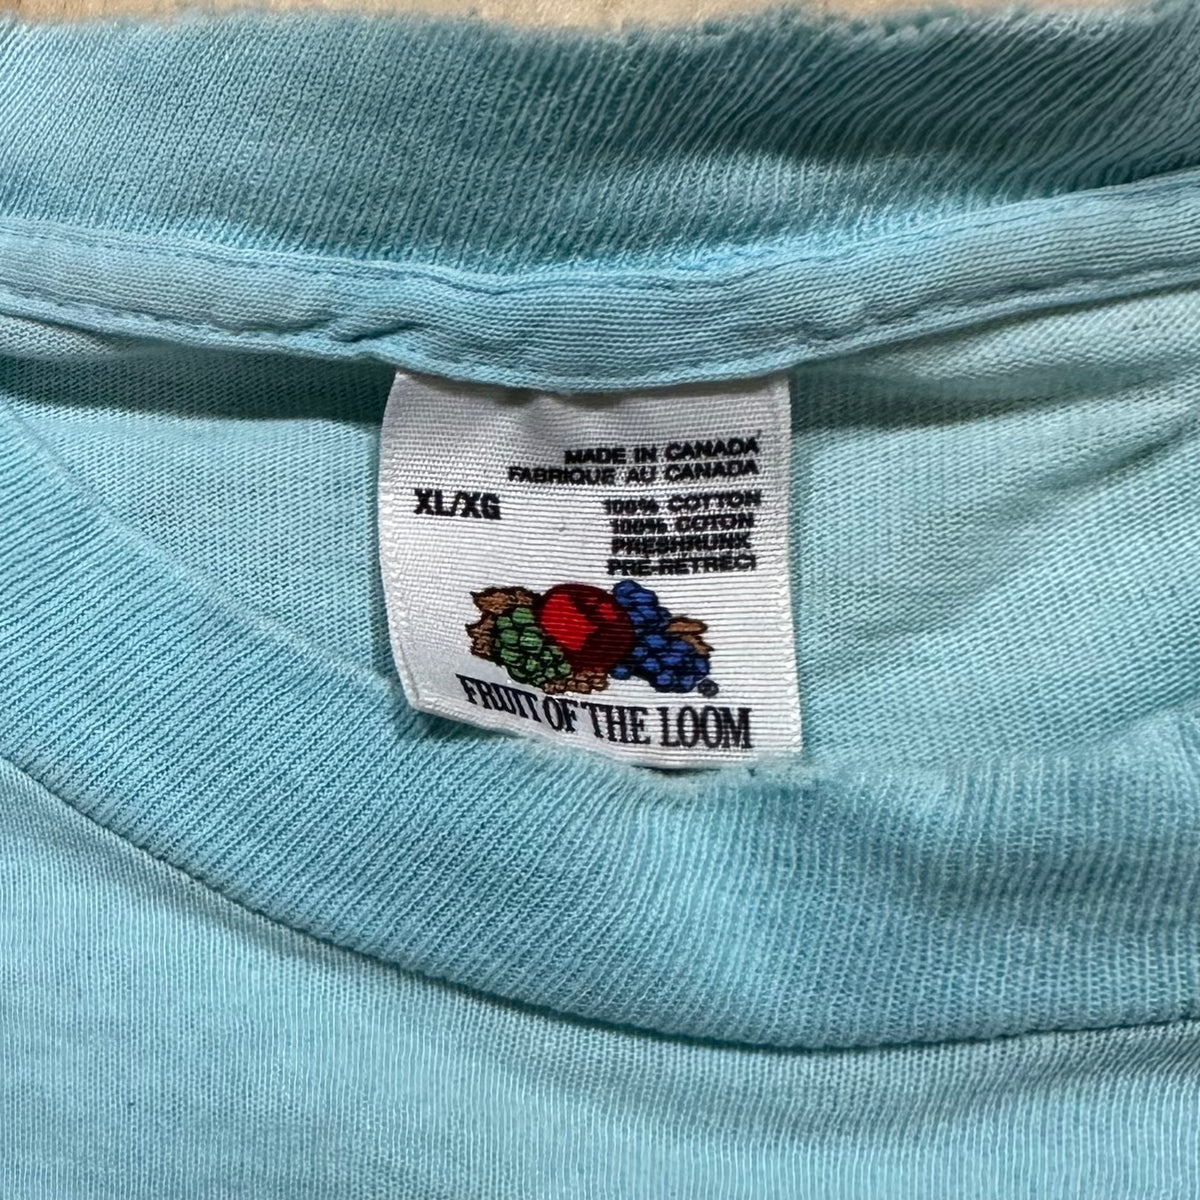 MADE IN CANADA
FABRIQUE AU CANADA
XL/XG
100% COTTON
100% COTON
PRESHRUNK
PRE-RETRECI
FRUIT OF THE LOOM®